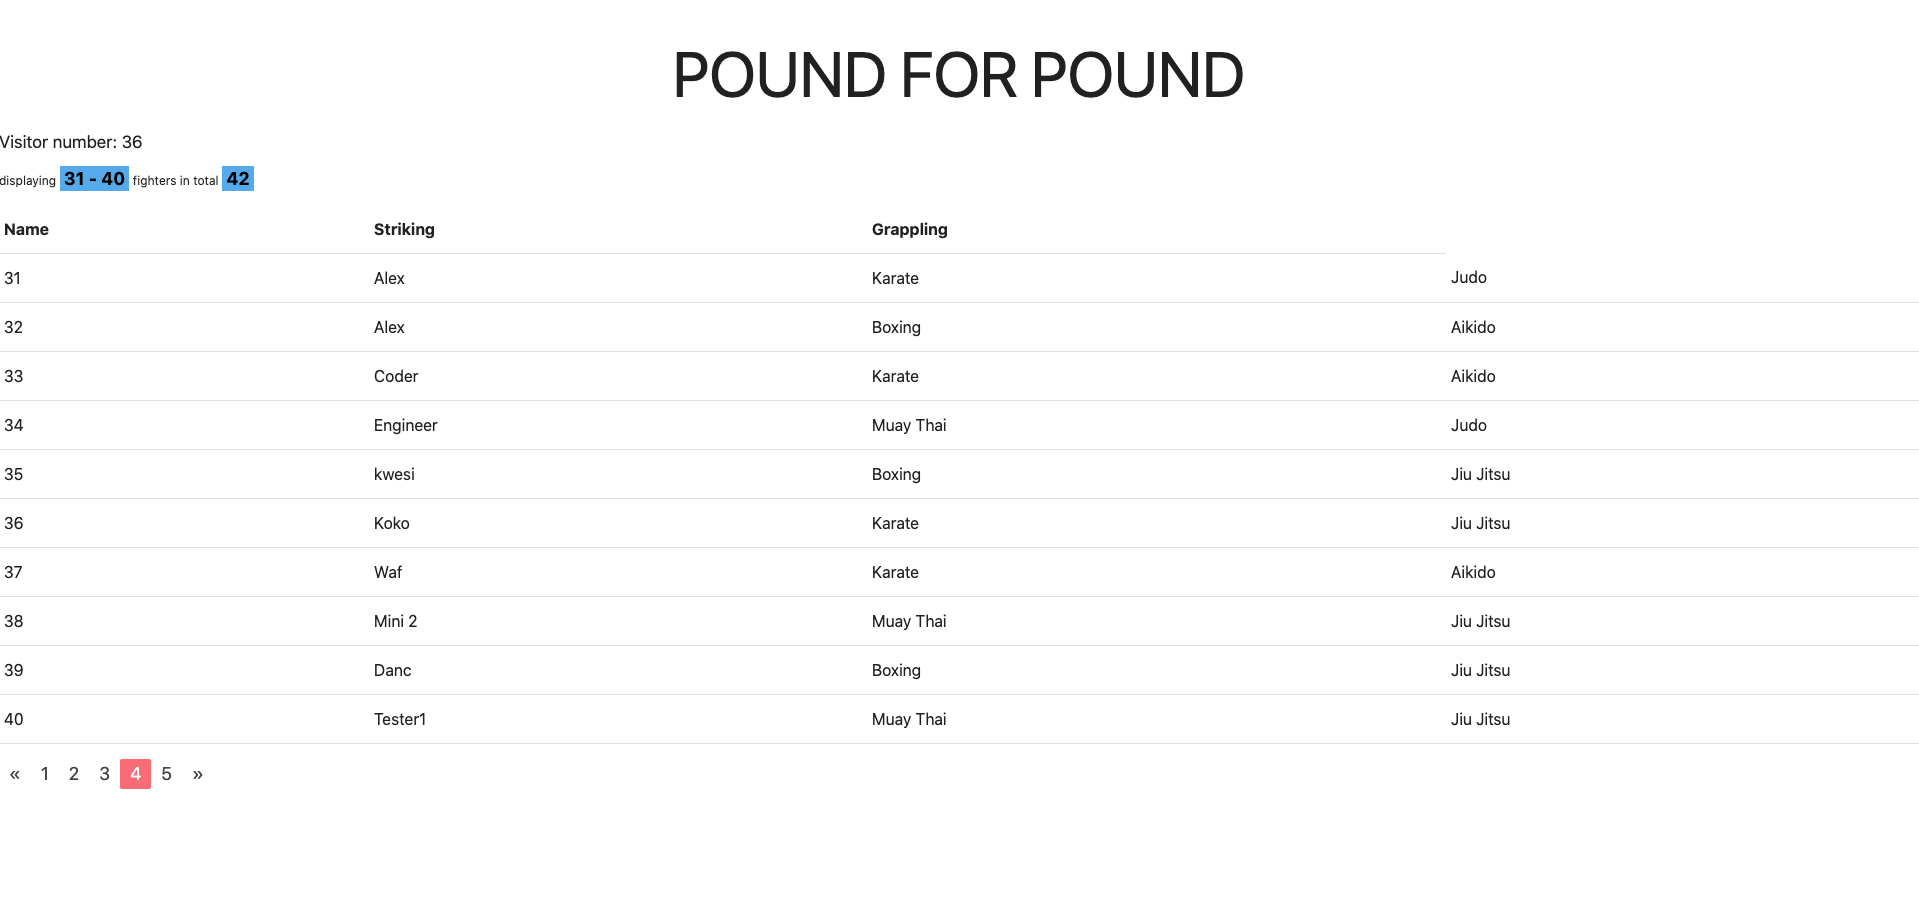 POUND FOR POUND
Visitor number: 36
displaying 31 - 40 fighters in total 42
Name Striking Grappling
31 Alex Karate Judo
32 Alex Boxing Aikido
33 Coder Karate Aikido
34 Engineer Muay Thai Judo
35 kwesi Boxing Jiu Jitsu
36 Koko Karate Jiu Jitsu
37 Waf Karate Aikido
38 Mini 2 Muay Thai Jiu Jitsu
39 Danc Boxing Jiu Jitsu
40 Tester1 Muay Thai Jiu Jitsu
« 1 2 3 4 5 »